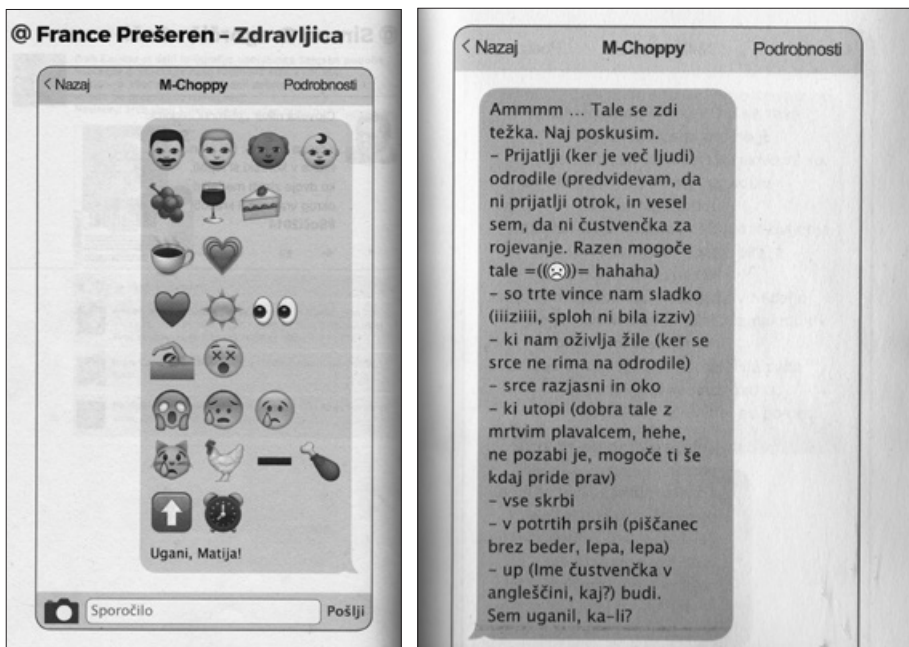 @ France Prešeren - Zdravljica
< Nazaj M-Choppy Podrobnosti
Ugani, Matija!
Sporočilo Pošlji
< Nazaj M-Choppy Podrobnosti
Ammmm ... Tale se zdi
težka. Naj poskusim.
– Prijatlji (ker je več ljudi)
odrodile (predvidevam, da
ni prijatlji otrok, in vesel
sem, da ni čustvenčka za
rojevanje. Razen mogoče
tale =((☹))= hahaha)
– so trte vince nam sladko
(iiiziiii, sploh ni bila izziv)
– ki nam oživlja žile (ker se
srce ne rima na odrodile)
– srce razjasni in oko
– ki utopi (dobra tale z
mrtvim plavalcem, hehe,
ne pozabi je, mogoče ti še
kdaj pride prav)
– vse skrbi
– v potrtih prsih (piščanec
brez beder, lepa, lepa)
– up (Ime čustvenčka v
angleščini, kaj?) budi.
Sem uganil, ka–li?